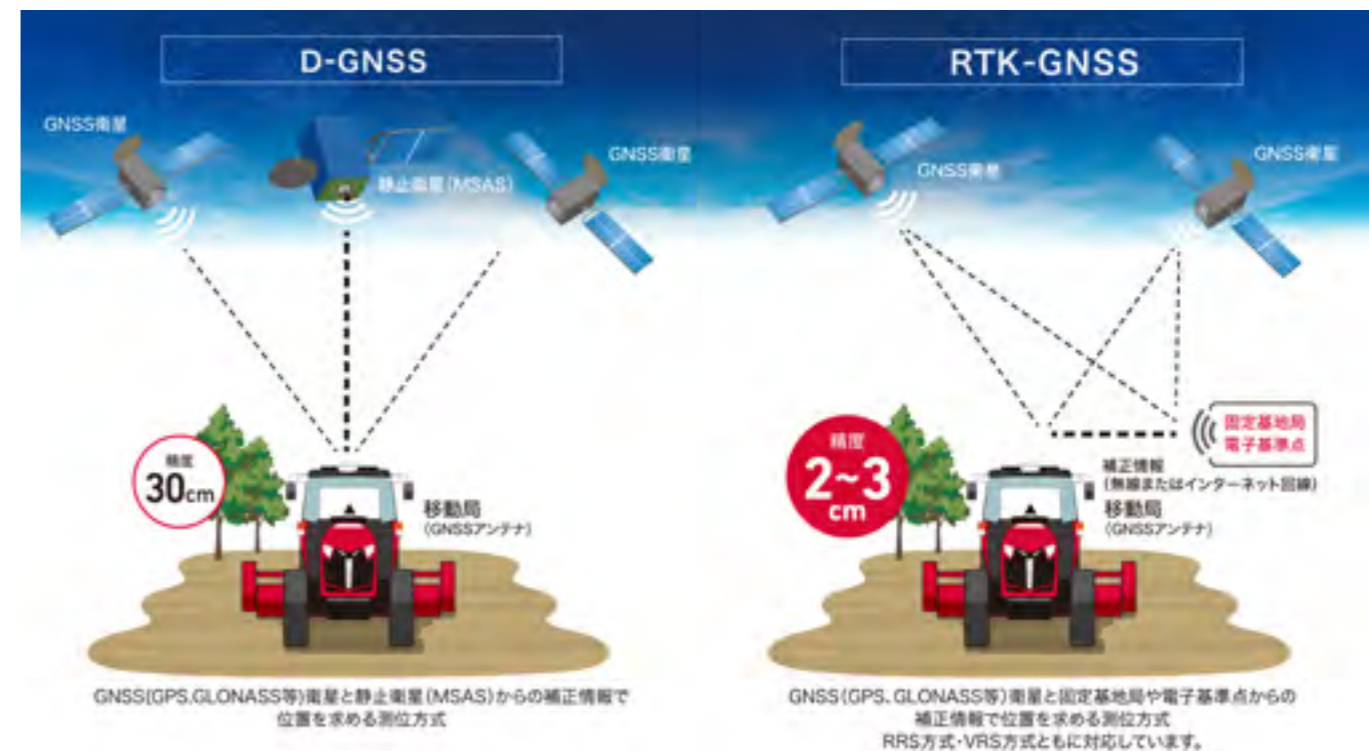 D-GNSS
GNSS衛星
静止衛星(MSAS)
GNSS衛星
精度
30cm
移動局
(GNSSアンテナ)
GNSS(GPS,GLONASS等)衛星と静止衛星(MSAS)からの補正情報で
位置を求める測位方式
RTK-GNSS
GNSS衛星
GNSS衛星
固定基地局
電子基準点
精度
2~3
cm
補正情報
(無線またはインターネット回線)
移動局
(GNSSアンテナ)
GNSS(GPS、GLONASS等)衛星と固定基地局や電子基準点からの
補正情報で位置を求める測位方式
RRS方式・VRS方式ともに対応しています。